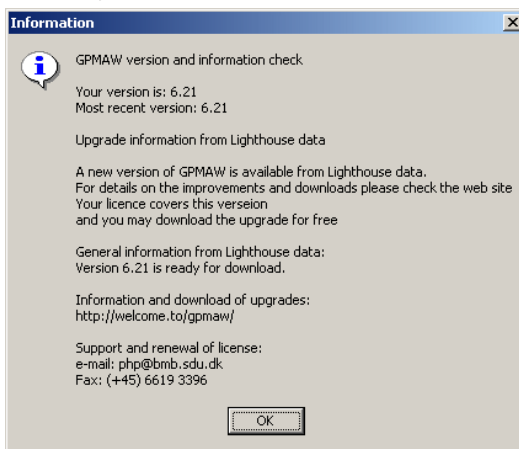 Information
GPMAW version and information check
Your version is: 6.21
Most recent version: 6.21
Upgrade information from Lighthouse data
A new version of GPMAW is available from Lighthouse data.
For details on the improvements and downloads please check the web site
Your licence covers this verseion
and you may download the upgrade for free
General information from Lighthouse data:
Version 6.21 is ready for download.
Information and download of upgrades:
http://welcome.to/gpmaw/
Support and renewal of license:
e-mail: php@bmb.sdu.dk
Fax: (+45) 6619 3396
OK